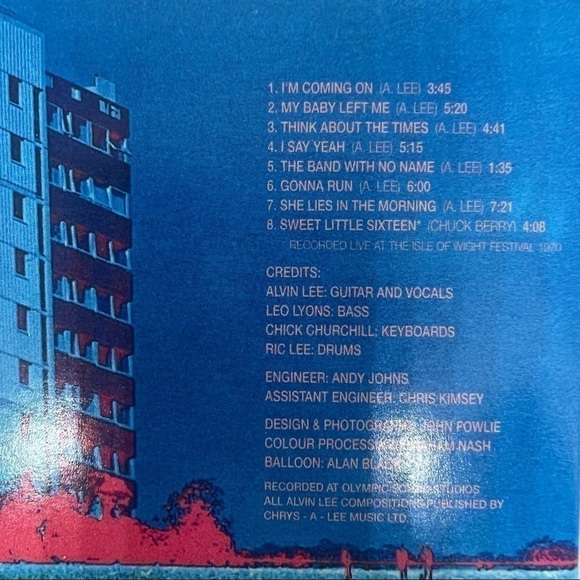 1. I'M COMING ON (A. LEE) 3:45
2. MY BABY LEFT ME (A. LEE) 5:20
3. THINK ABOUT THE TIMES (A. LEE) 4:41
4. I SAY YEAH (A. LEE) 5:15
5. THE BAND WITH NO NAME (A. LEE) 1:35
6. GONNA RUN (A. LEE) 6:00
7. SHE LIES IN THE MORNING (A. LEE) 7:21
8. SWEET LITTLE SIXTEEN* (CHUCK BERRY) 4:08
RECORDED LIVE AT THE ISLE OF WIGHT FESTIVAL 1970
CREDITS:
ALVIN LEE: GUITAR AND VOCALS
LEO LYONS: BASS
CHICK CHURCHILL: KEYBOARDS
RIC LEE: DRUMS
ENGINEER: ANDY JOHNS
ASSISTANT ENGINEER: CHRIS KIMSEY
DESIGN & PHOTOGRAPHY: JOHN FOWLIE
COLOUR NASH
BALLOON: ALAN
RECORDED AT OLYMPIC SOUND STUDIOS
ALL ALVIN LEE COMPOSITIONS PUBLISHED BY
CHRYS - A - LEE MUSIC LTD.